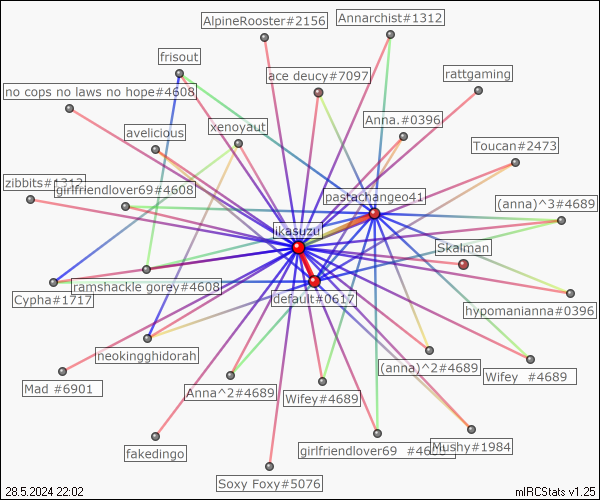 AlpineRooster#2156
Annarchist#1312
frisout
ace deucy#7097
rattgaming
no cops no laws no hope#4608
Anna.#0396
avelicious
xenoyaut
Toucan#2473
zibbits#1312
girlfriendlover69#4608
pastachangeo41
(anna)^3#4689
ikasuzu
Skalman
ramshackle gorey#4608
Cypha#1717
default#0617
hypomanianna#0396
neokingghidorah
(anna)^2#4689
Wifey #4689
Mad #6901
Anna^2#4689
Wifey#4689
girlfriendlover69 #4689
Mushy#1984
fakedingo
Soxy Foxy#5076
28.5.2024 22:02
mIRCStats v1.25